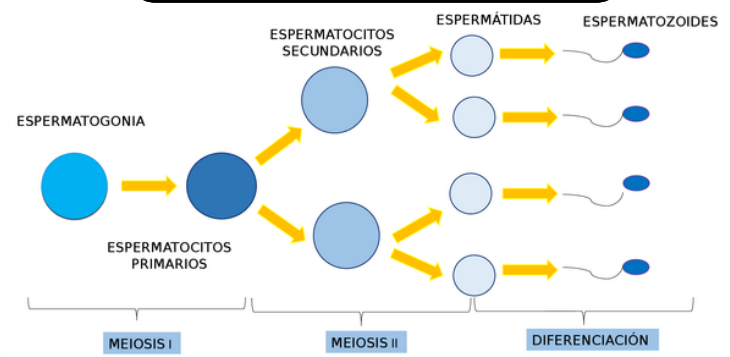 ESPERMATOGONIA
ESPERMATOCITOS
PRIMARIOS
ESPERMATOCITOS
SECUNDARIOS
ESPERMÁTIDAS
ESPERMATOZOIDES
MEIOSIS I
MEIOSIS II
DIFERENCIACIÓN